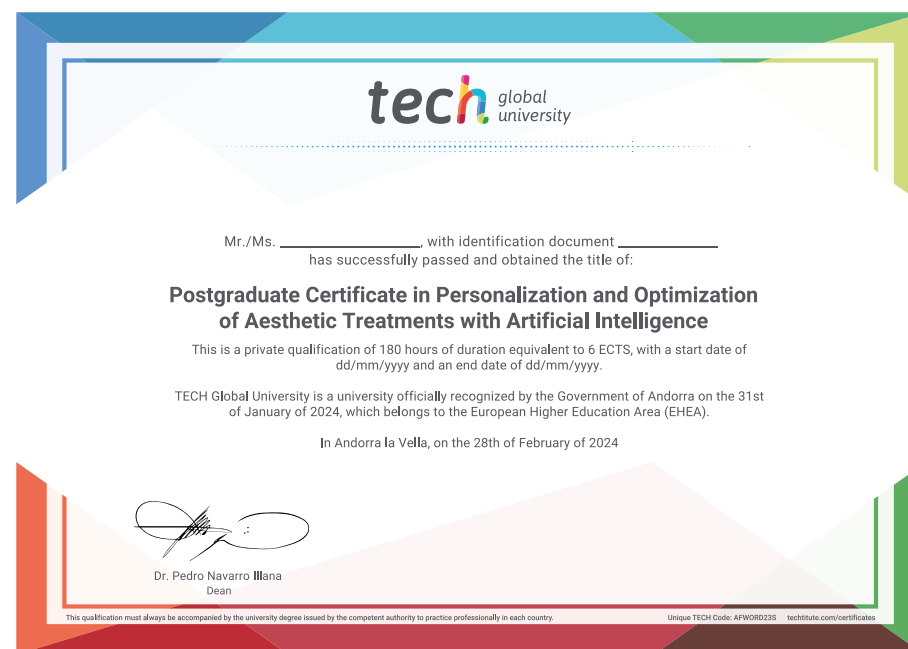 tech global
university
Mr./Ms. ____________, with identification document ____________
has successfully passed and obtained the title of:
Postgraduate Certificate in Personalization and Optimization
of Aesthetic Treatments with Artificial Intelligence
This is a private qualification of 180 hours of duration equivalent to 6 ECTS, with a start date of
dd/mm/yyyy and an end date of dd/mm/yyyy.
TECH Global University is a university officially recognized by the Government of Andorra on the 31st
of January of 2024, which belongs to the European Higher Education Area (EHEA).
In Andorra la Vella, on the 28th of February of 2024
Dr. Pedro Navarro Illana
Dean
This qualification must always be accompanied by the university degree issued by the competent authority to practice professionally in each country.
Unique TECH Code: AFWORD23S techtitute.com/certificates